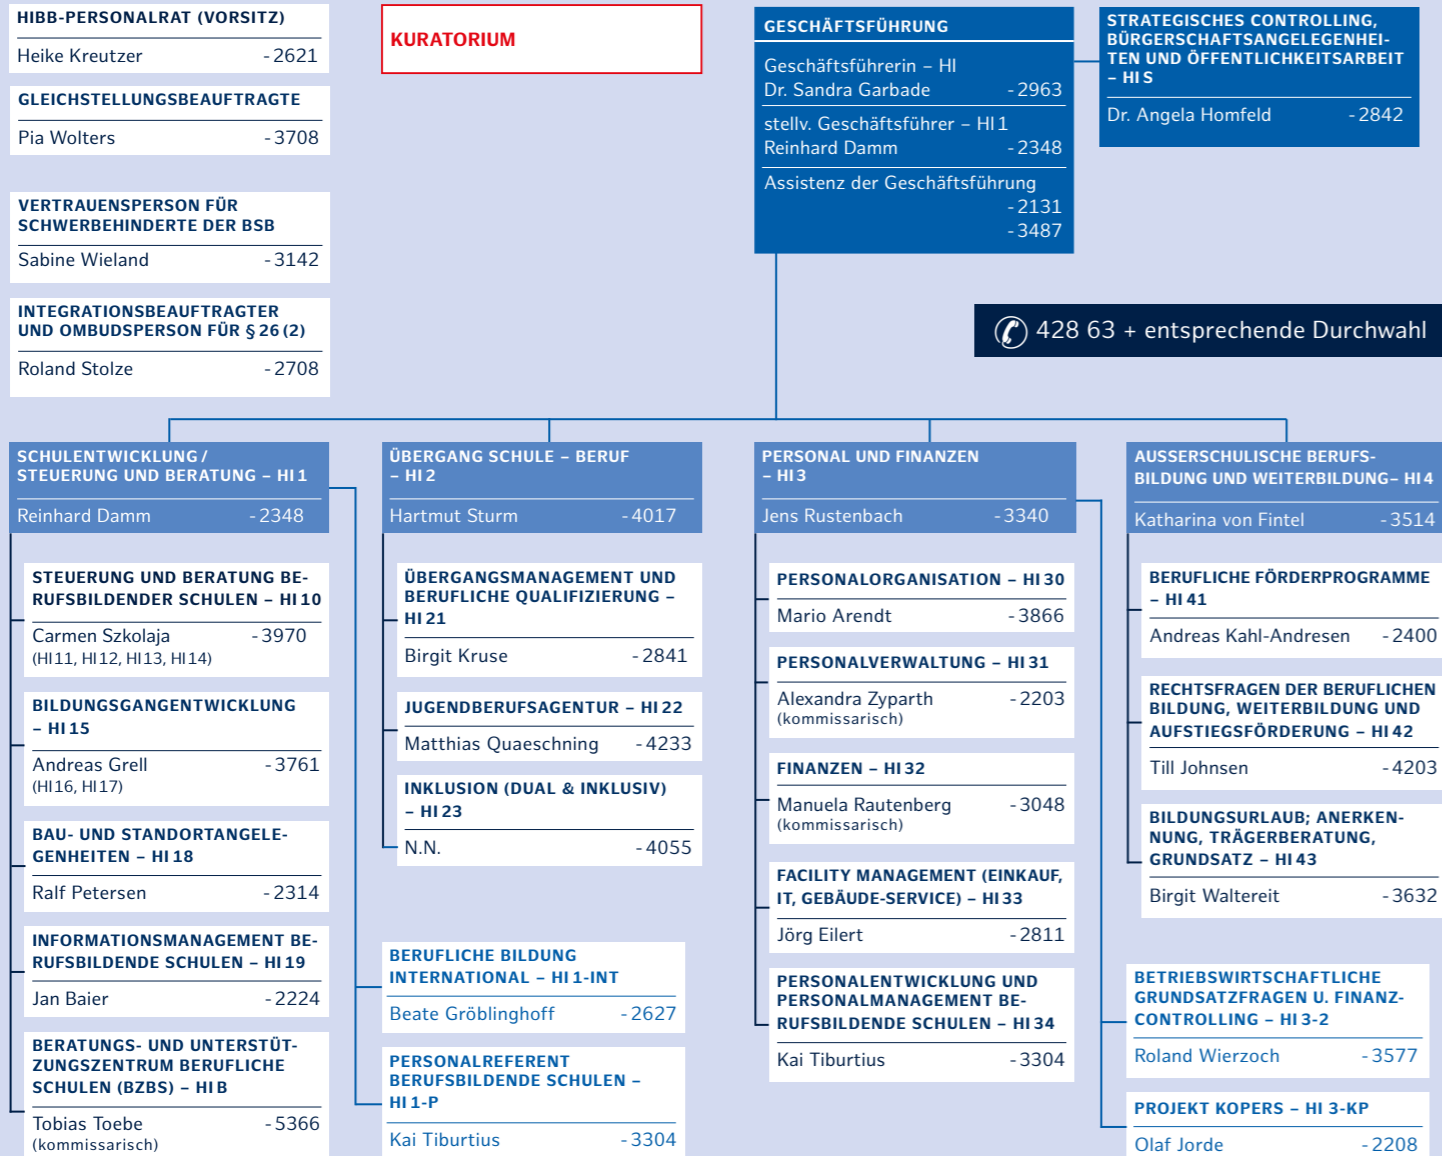 HIBB-PERSONALRAT (VORSITZ)
Heike Kreutzer -2621
GLEICHSTELLUNGSBEAUFTRAGTE
Pia Wolters -3708
VERTRAUENSPERSON FÜR
SCHWERBEHINDERTE DER BSB
Sabine Wieland -3142
INTEGRATIONSBEAUFTRAGTER
UND OMBUDSPERSON FÜR § 26 (2)
Roland Stolze -2708
KURATORIUM
GESCHÄFTSFÜHRUNG
Geschäftsführerin – HI
Dr. Sandra Garbade -2963
stellv. Geschäftsführer – HI 1
Reinhard Damm -2348
Assistenz der Geschäftsführung
-2131
-3487
STRATEGISCHES CONTROLLING,
BÜRGERSCHAFTSANGELEGENHEI-
TEN UND ÖFFENTLICHKEITSARBEIT
– HI S
Dr. Angela Homfeld -2842
428 63 + entsprechende Durchwahl
SCHULENTWICKLUNG /
STEUERUNG UND BERATUNG – HI 1
Reinhard Damm -2348
STEUERUNG UND BERATUNG BE-
RUFSBILDENDER SCHULEN – HI 10
Carmen Szkolaja -3970
(HI11, HI12, HI13, HI14)
BILDUNGSGANGENTWICKLUNG
– HI 15
Andreas Grell -3761
(HI16, HI17)
BAU- UND STANDORTANGELE-
GENHEITEN – HI 18
Ralf Petersen -2314
INFORMATIONSMANAGEMENT BE-
RUFSBILDENDE SCHULEN – HI 19
Jan Baier -2224
BERATUNGS- UND UNTERSTÜT-
ZUNGSZENTRUM BERUFLICHE
SCHULEN (BZBS) – HI B
Tobias Toebe -5366
(kommissarisch)
ÜBERGANG SCHULE – BERUF
– HI 2
Hartmut Sturm -4017
ÜBERGANGSMANAGEMENT UND
BERUFLICHE QUALIFIZIERUNG –
HI 21
Birgit Kruse -2841
JUGENDBERUFSAGENTUR – HI 22
Matthias Quaeschning -4233
INKLUSION (DUAL & INKLUSIV)
– HI 23
N.N. -4055
BERUFLICHE BILDUNG
INTERNATIONAL – HI 1-INT
Beate Gröblinghoff -2627
PERSONALREFERENT
BERUFSBILDENDE SCHULEN –
HI 1-P
Kai Tiburtius -3304
PERSONAL UND FINANZEN
– HI 3
Jens Rustenbach -3340
PERSONALORGANISATION – HI 30
Mario Arendt -3866
PERSONALVERWALTUNG – HI 31
Alexandra Zyparth -2203
(kommissarisch)
FINANZEN – HI 32
Manuela Rautenberg -3048
(kommissarisch)
FACILITY MANAGEMENT (EINKAUF,
IT, GEBÄUDE-SERVICE) – HI 33
Jörg Eilert -2811
PERSONALENTWICKLUNG UND
PERSONALMANAGEMENT BE-
RUFSBILDENDE SCHULEN – HI 34
Kai Tiburtius -3304
AUSSERSCHULISCHE BERUFS-
BILDUNG UND WEITERBILDUNG– HI 4
Katharina von Fintel -3514
BERUFLICHE FÖRDERPROGRAMME
– HI 41
Andreas Kahl-Andresen -2400
RECHTSFRAGEN DER BERUFLICHEN
BILDUNG, WEITERBILDUNG UND
AUFSTIEGSFÖRDERUNG – HI 42
Till Johnsen -4203
BILDUNGSURLAUB; ANERKEN-
NUNG, TRÄGERBERATUNG,
GRUNDSATZ – HI 43
Birgit Waltereit -3632
BETRIEBSWIRTSCHAFTLICHE
GRUNDSATZFRAGEN U. FINANZ-
CONTROLLING – HI 3-2
Roland Wierzoch -3577
PROJEKT KOPERS – HI 3-KP
Olaf Jorde -2208